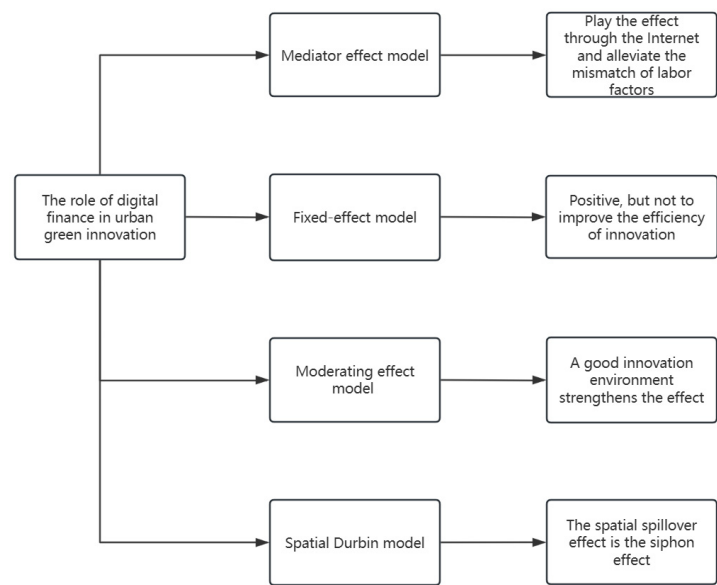 Mediator effect model
Play the effect
through the Internet
and alleviate the
mismatch of labor
factors
The role of digital
finance in urban
green innovation
Fixed-effect model
Positive, but not to
improve the efficiency
of innovation
Moderating effect
model
A good innovation
environment
strengthens the effect
Spatial Durbin model
The spatial spillover
effect is the siphon
effect